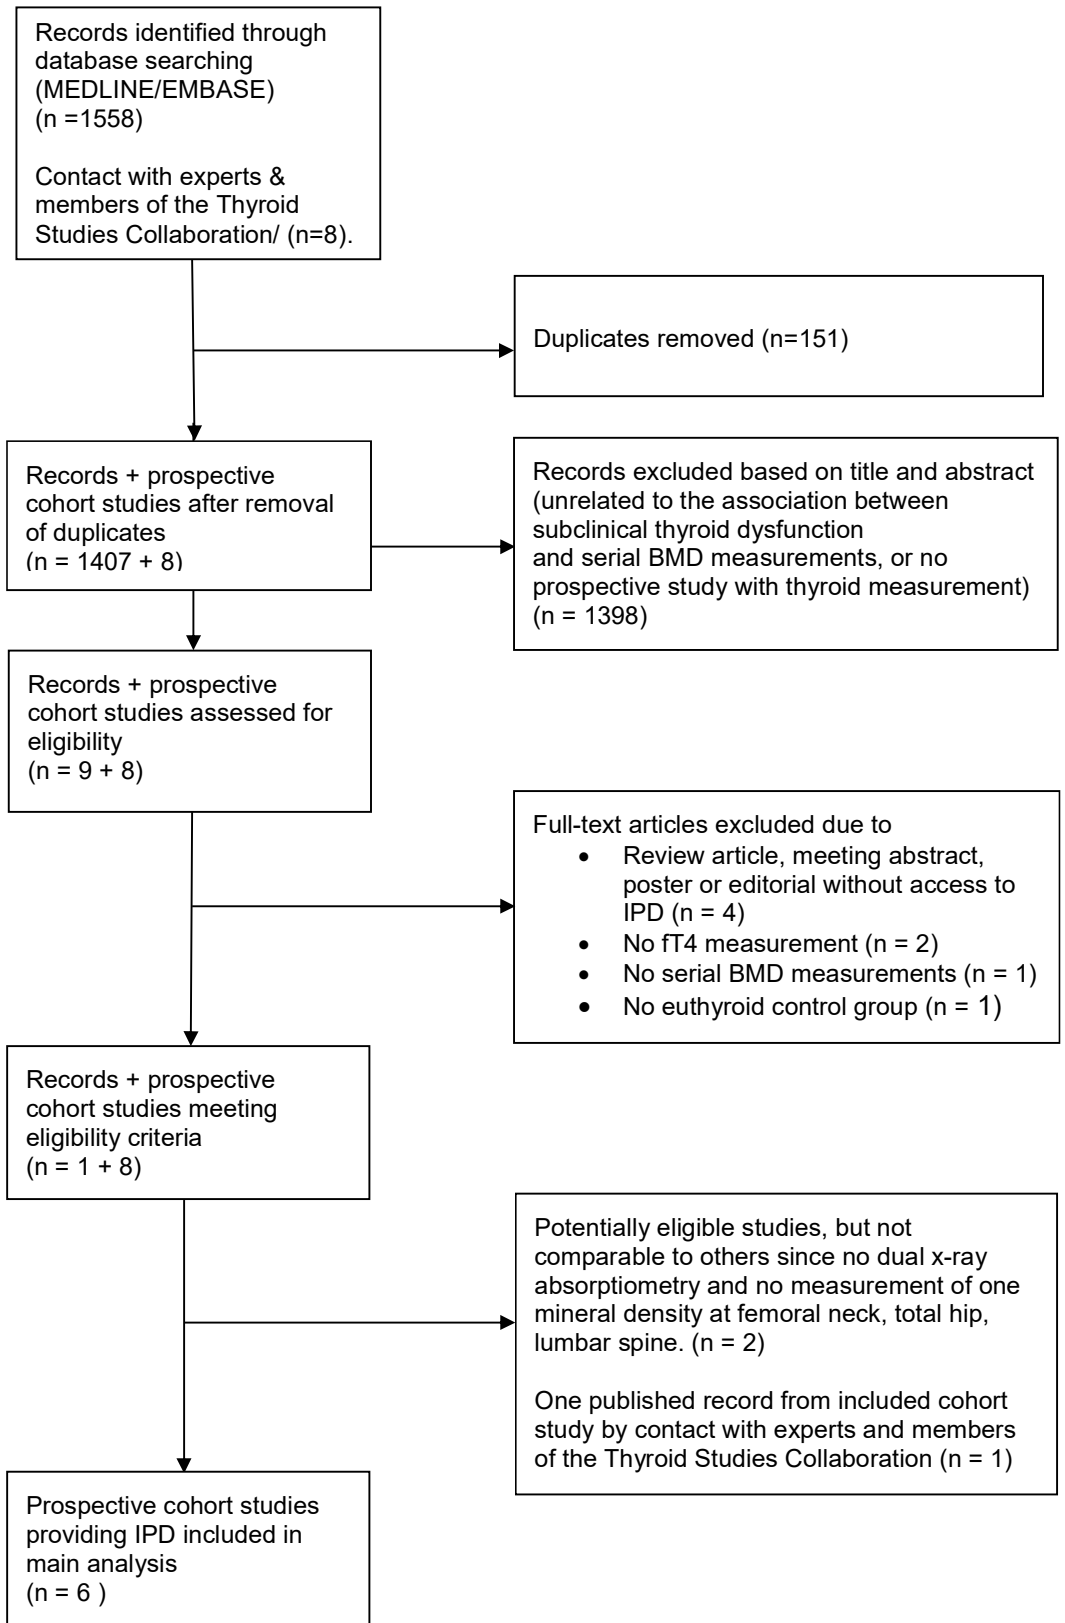 Records identified through
database searching
(MEDLINE/EMBASE)
(n =1558)
Contact with experts &
members of the Thyroid
Studies Collaboration/ (n=8).
Duplicates removed (n=151)
Records + prospective
cohort studies after removal
of duplicates
(n = 1407 + 8)
Records excluded based on title and abstract
(unrelated to the association between
subclinical thyroid dysfunction
and serial BMD measurements, or no
prospective study with thyroid measurement)
(n = 1398)
Records + prospective
cohort studies assessed for
eligibility
(n = 9 + 8)
Full-text articles excluded due to
• Review article, meeting abstract,
poster or editorial without access to
IPD (n = 4)
• No fT4 measurement (n = 2)
• No serial BMD measurements (n = 1)
• No euthyroid control group (n = 1)
Records + prospective
cohort studies meeting
eligibility criteria
(n = 1 + 8)
Potentially eligible studies, but not
comparable to others since no dual x-ray
absorptiometry and no measurement of one
mineral density at femoral neck, total hip,
lumbar spine. (n = 2)
One published record from included cohort
study by contact with experts and members
of the Thyroid Studies Collaboration (n = 1)
Prospective cohort studies
providing IPD included in
main analysis
(n = 6 )